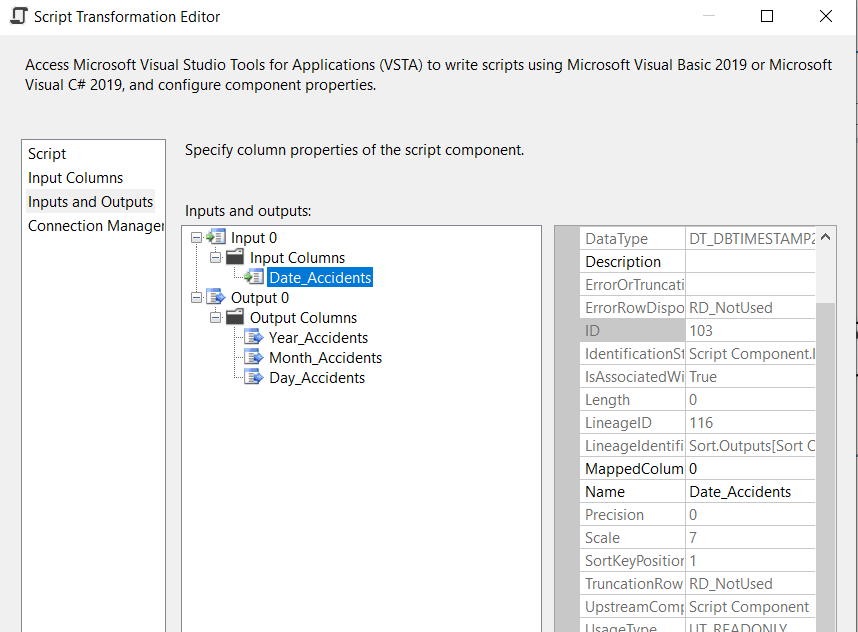 Script Transformation Editor
Access Microsoft Visual Studio Tools for Applications (VSTA) to write scripts using Microsoft Visual Basic 2019 or Microsoft
Visual C# 2019, and configure component properties.
Script
Input Columns
Inputs and Outputs
Connection Manager
Specify column properties of the script component.
Inputs and outputs:
Input 0
Input Columns
Date_Accidents
Output 0
Output Columns
Year_Accidents
Month_Accidents
Day_Accidents
DataType DT_DBTIMESTAMP2
Description
ErrorOrTruncati
ErrorRowDispo RD_NotUsed
ID 103
IdentificationSt Script Component.I
IsAssociatedWi True
Length 0
LineageID 116
LineageIdentifi Sort.Outputs[Sort O
MappedColum 0
Name Date_Accidents
Precision 0
Scale 7
SortKeyPosition 1
TruncationRow RD_NotUsed
UpstreamComp Script Component
UsageType UT_READONLY